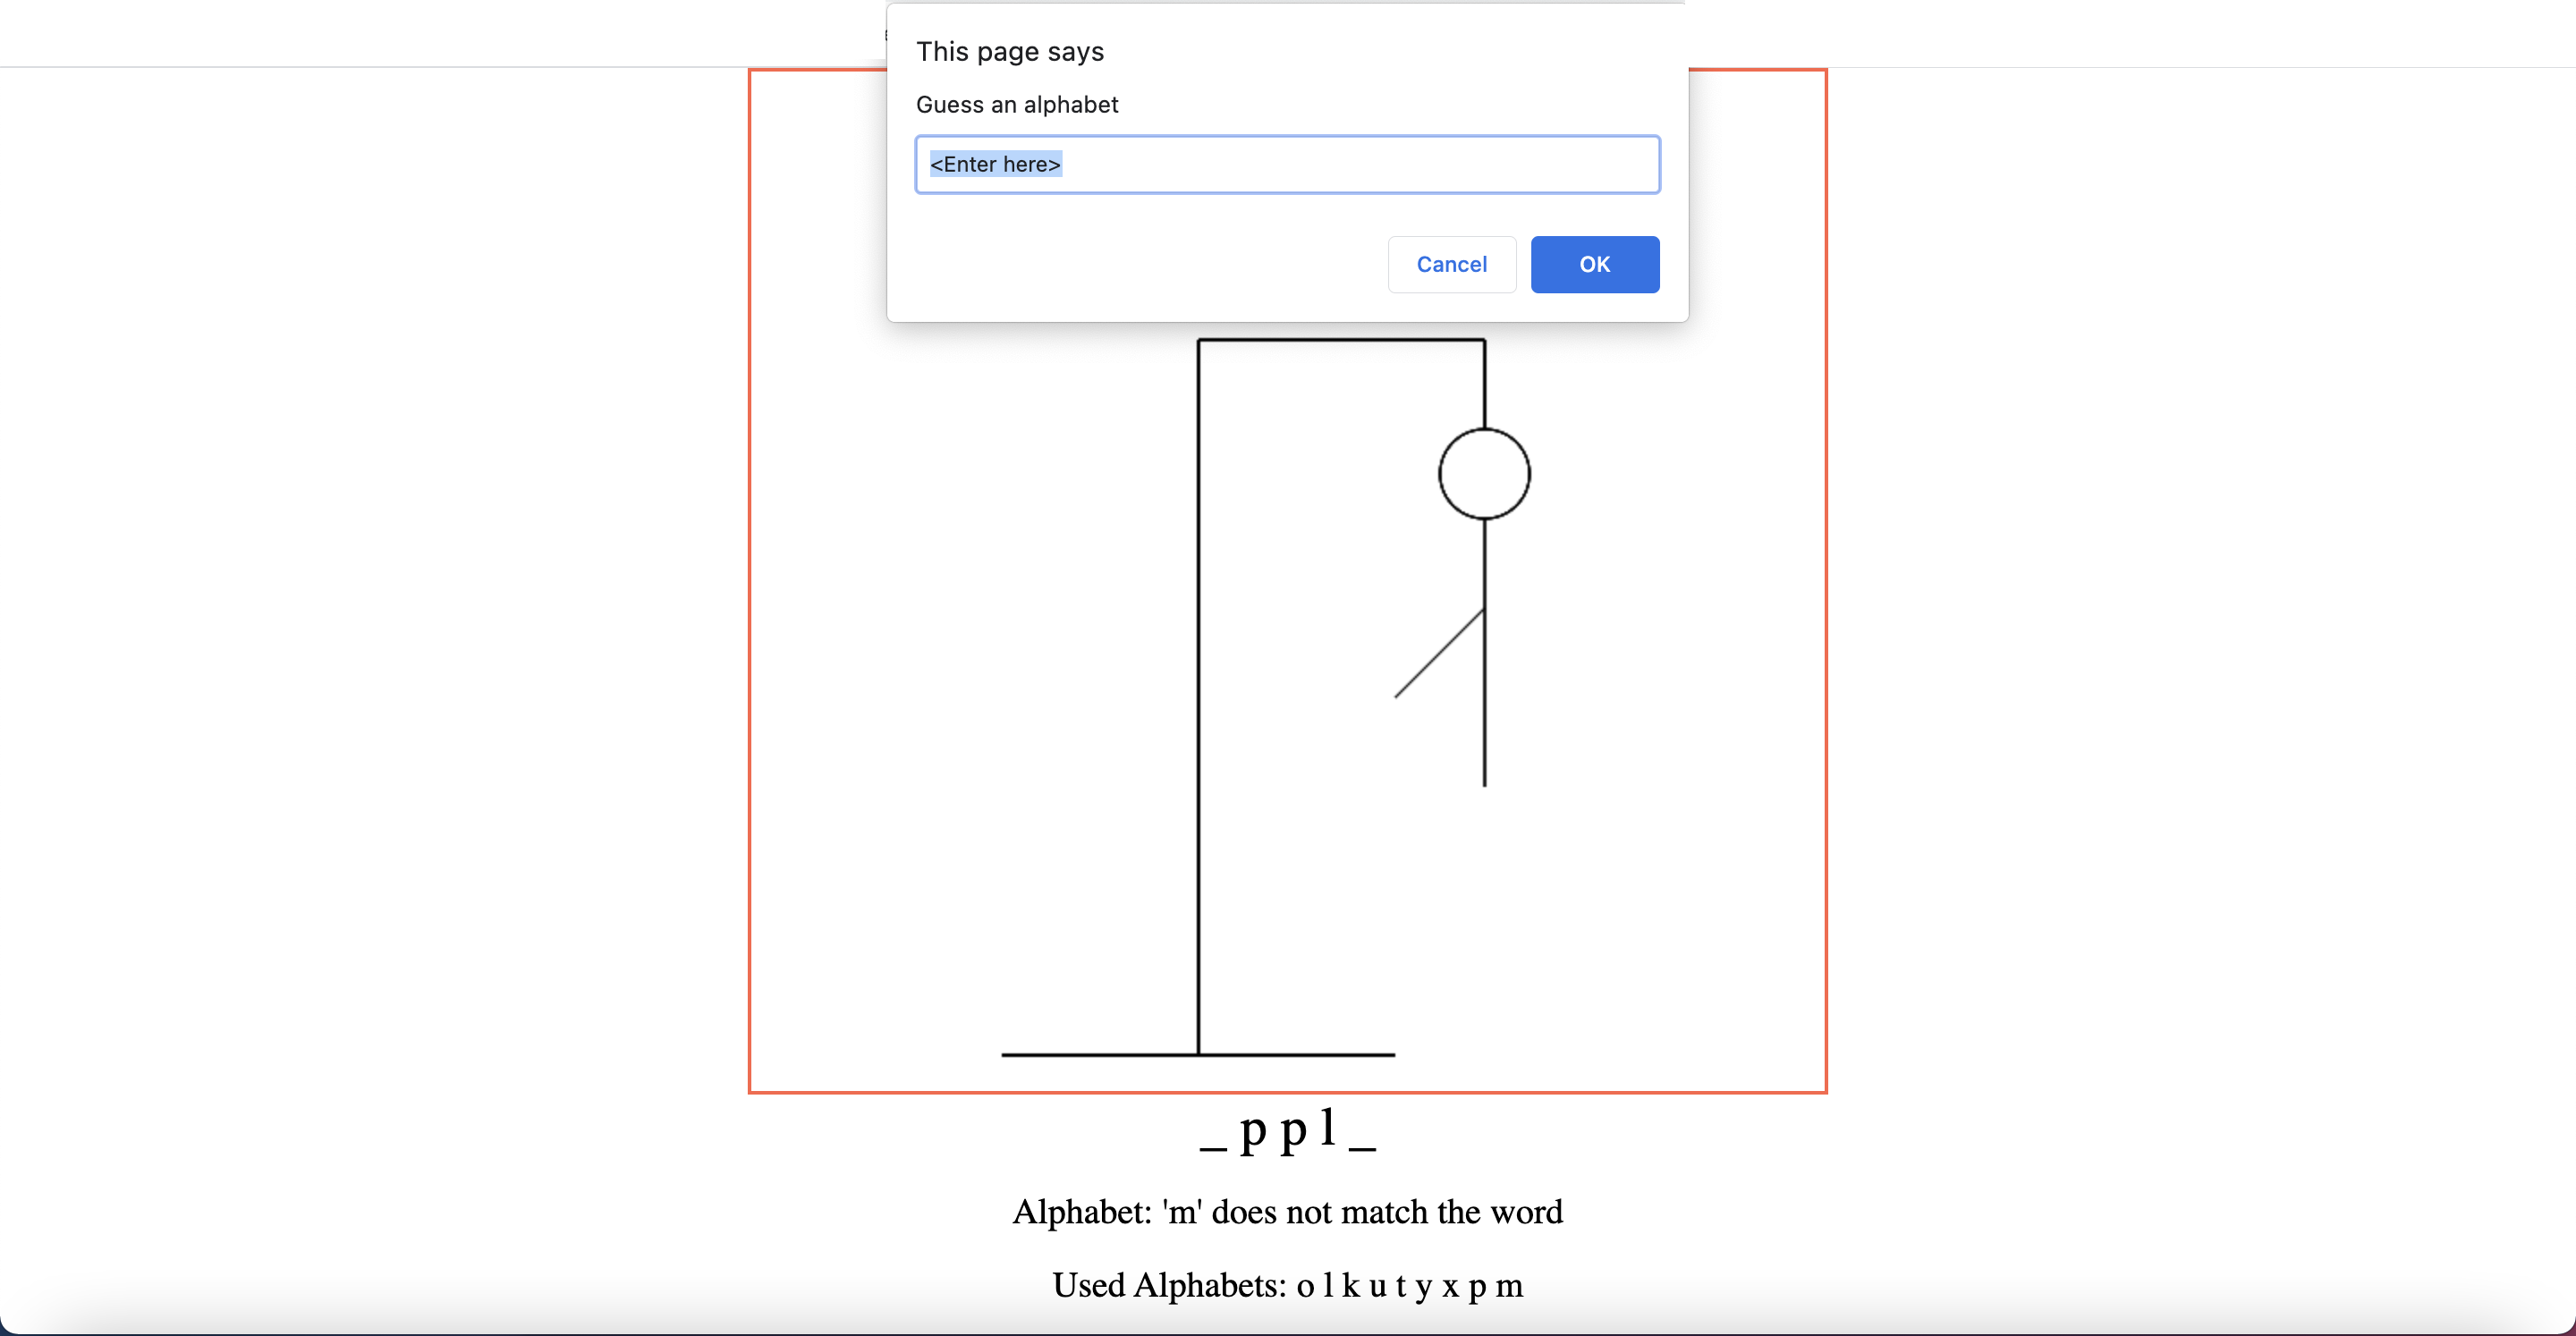 This page says
Guess an alphabet
<Enter here>
Cancel OK
_ p p l _
Alphabet: 'm' does not match the word
Used Alphabets: o l k u t y x p m